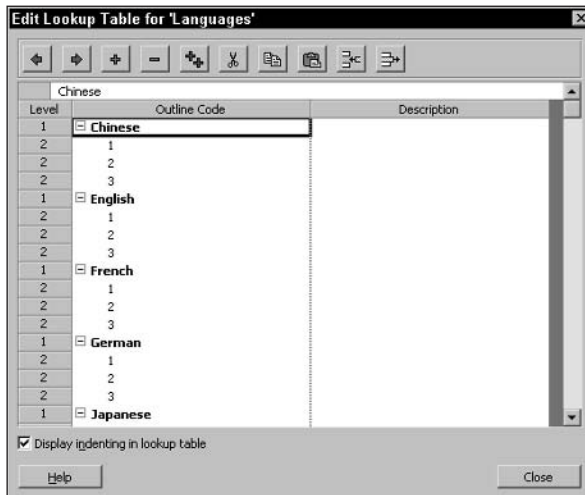 Edit Lookup Table for 'Languages'
Chinese
Level Outline Code Description
1 Chinese
2 1
2 2
2 3
1 English
2 1
2 2
2 3
1 French
2 1
2 2
2 3
1 German
2 1
2 2
2 3
1 Japanese
Display indenting in lookup table
Help Close